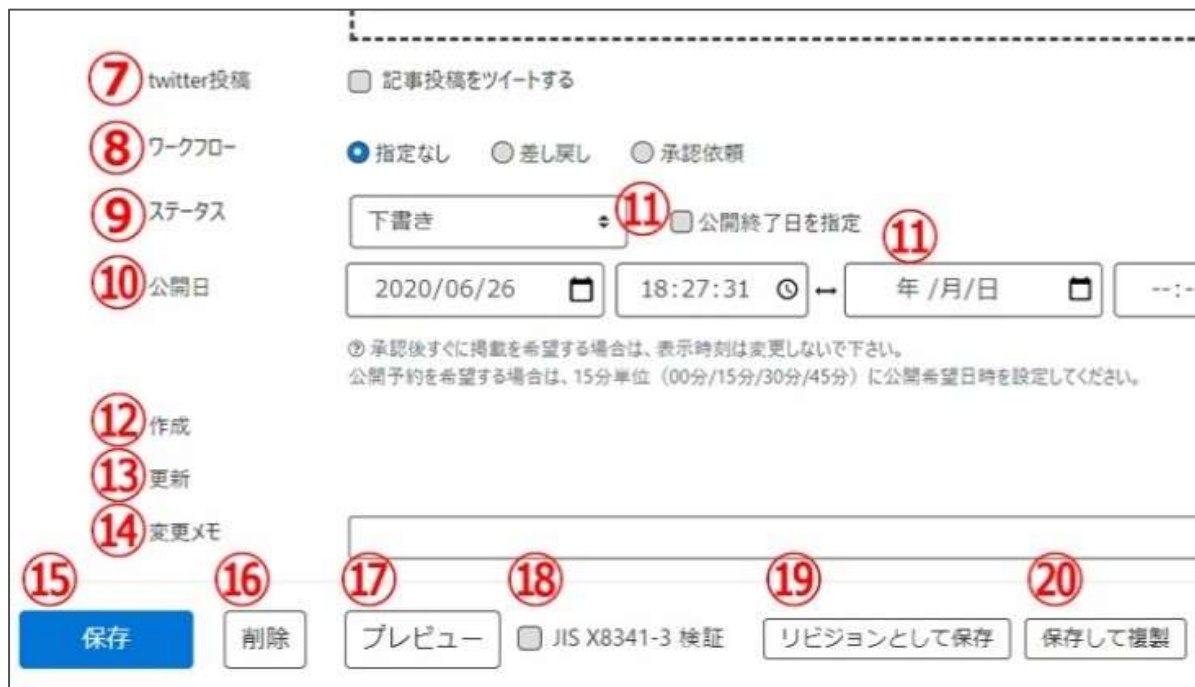 ⑦ twitter投稿 記事投稿をツイートする
⑧ ワークフロー 指定なし 差し戻し 承認依頼
⑨ ステータス 下書き ⑪ 公開終了日を指定 ⑪
⑩ 公開日 2020/06/26 18:27:31 ↔ 年 /月/日 --:-
? 承認後すぐに掲載を希望する場合は、表示時刻は変更しないで下さい。
公開予約を希望する場合は、15分単位（00分/15分/30分/45分）に公開希望日時を設定してください。
⑫ 作成
⑬ 更新
⑭ 変更メモ
⑮ ⑯ ⑰ ⑱ ⑲ ⑳
保存 削除 プレビュー JIS X8341-3 検証 リビジョンとして保存 保存して複製